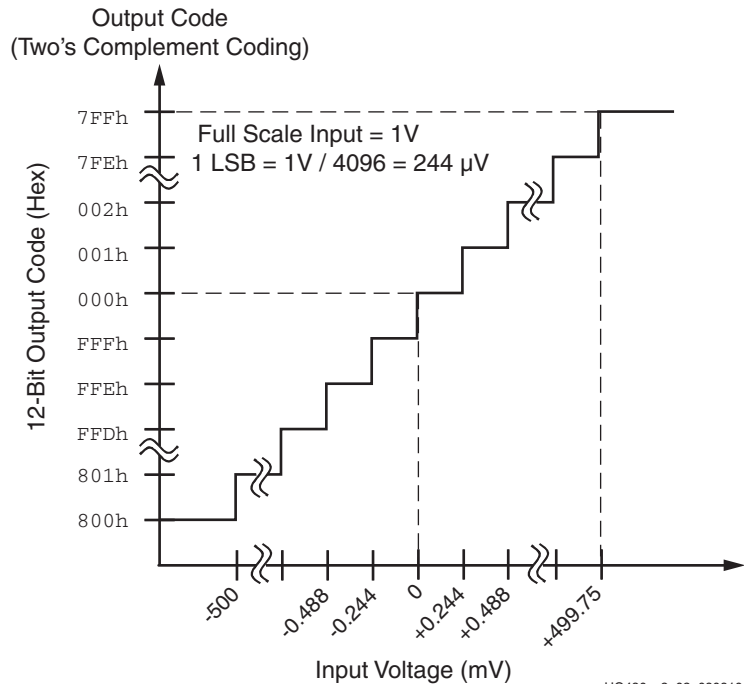 Output Code
(Two's Complement Coding)
7FFh
Full Scale Input = 1V
7FEh
1 LSB = 1V / 4096 = 244 µV
002h
001h
000h
FFFh
FFEh
FFDh
801h
800h
12-Bit Output Code (Hex)
-500
-0.488
-0.244
0
+0.244
+0.488
+499.75
Input Voltage (mV)